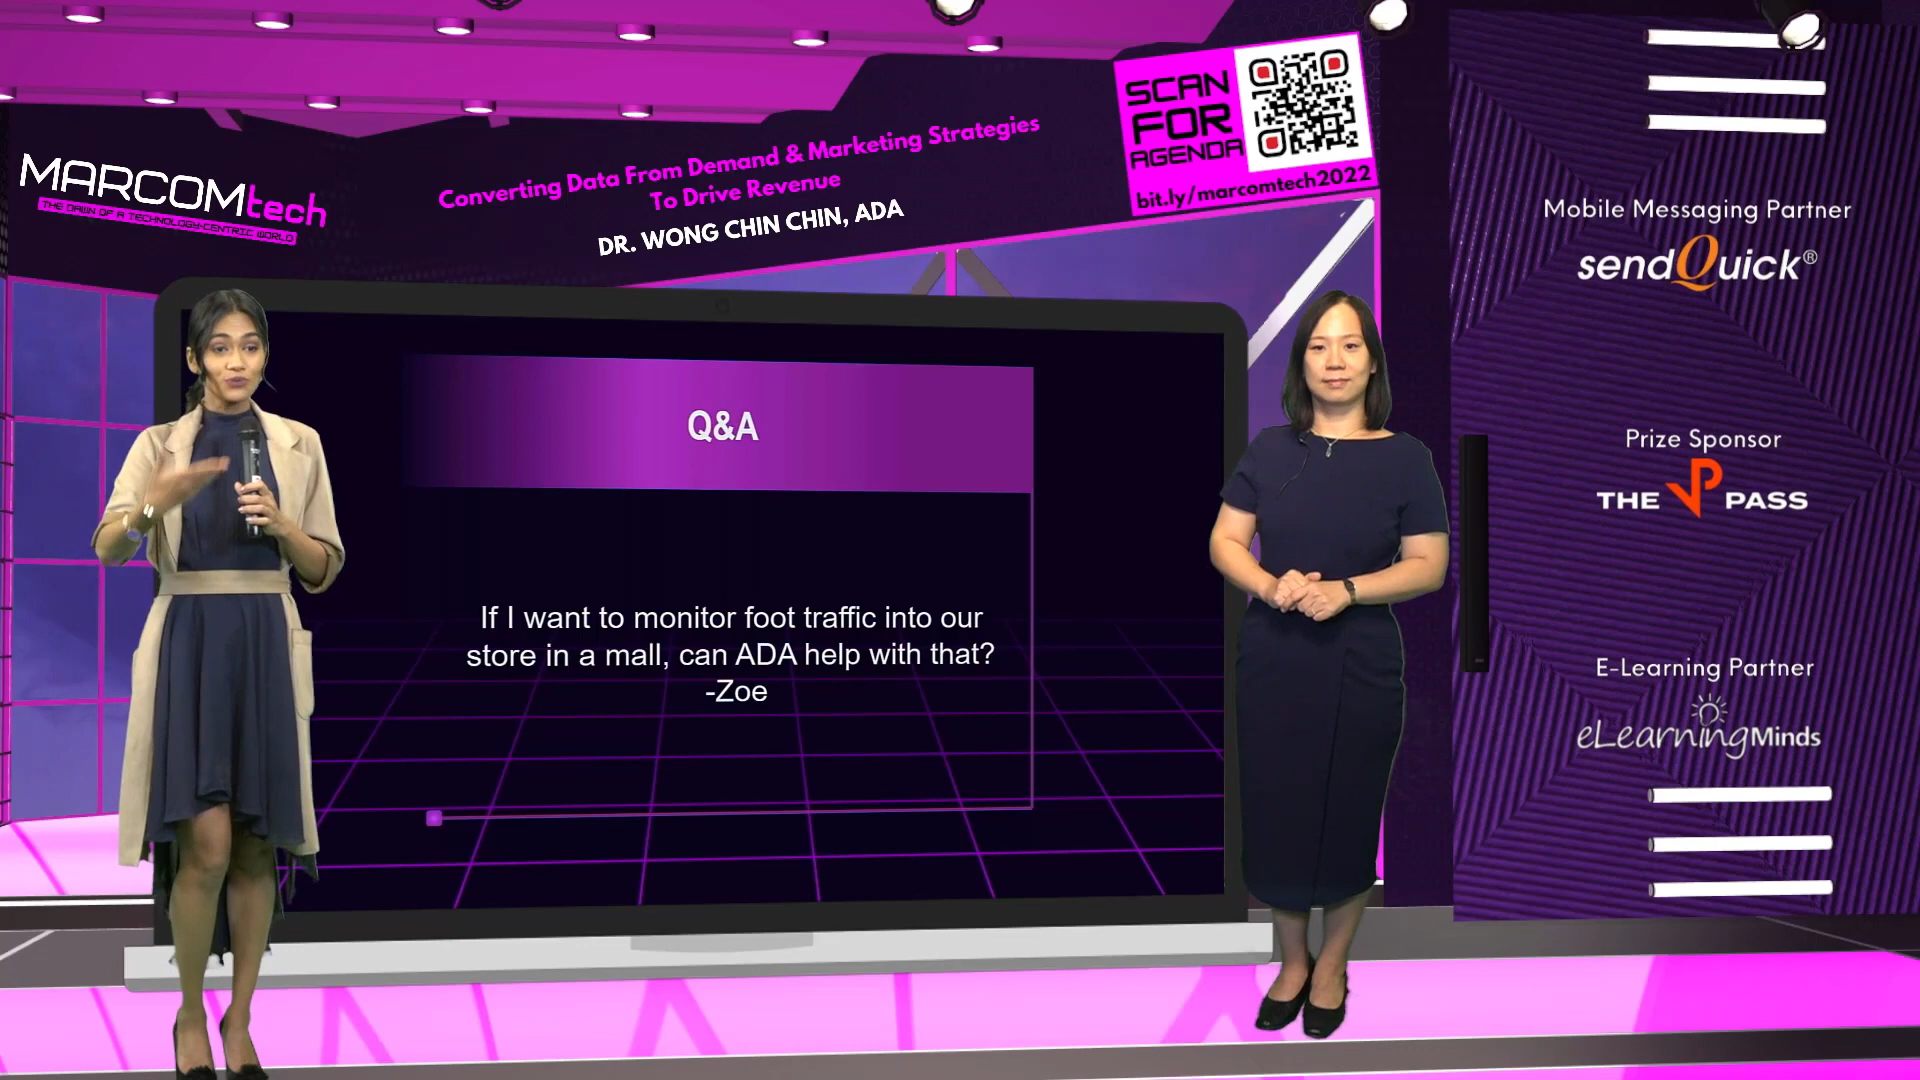 MARCOMtech
THE DAWN OF A TECHNOLOGY-CENTRIC WORLD
Converting Data From Demand & Marketing Strategies
To Drive Revenue
DR. WONG CHIN CHIN, ADA
SCAN
FOR
AGENDA
bit.ly/marcomtech2022
Q&A
If I want to monitor foot traffic into our
store in a mall, can ADA help with that?
-Zoe
Mobile Messaging Partner
sendQuick®
Prize Sponsor
THE VP PASS
E-Learning Partner
eLearningMinds